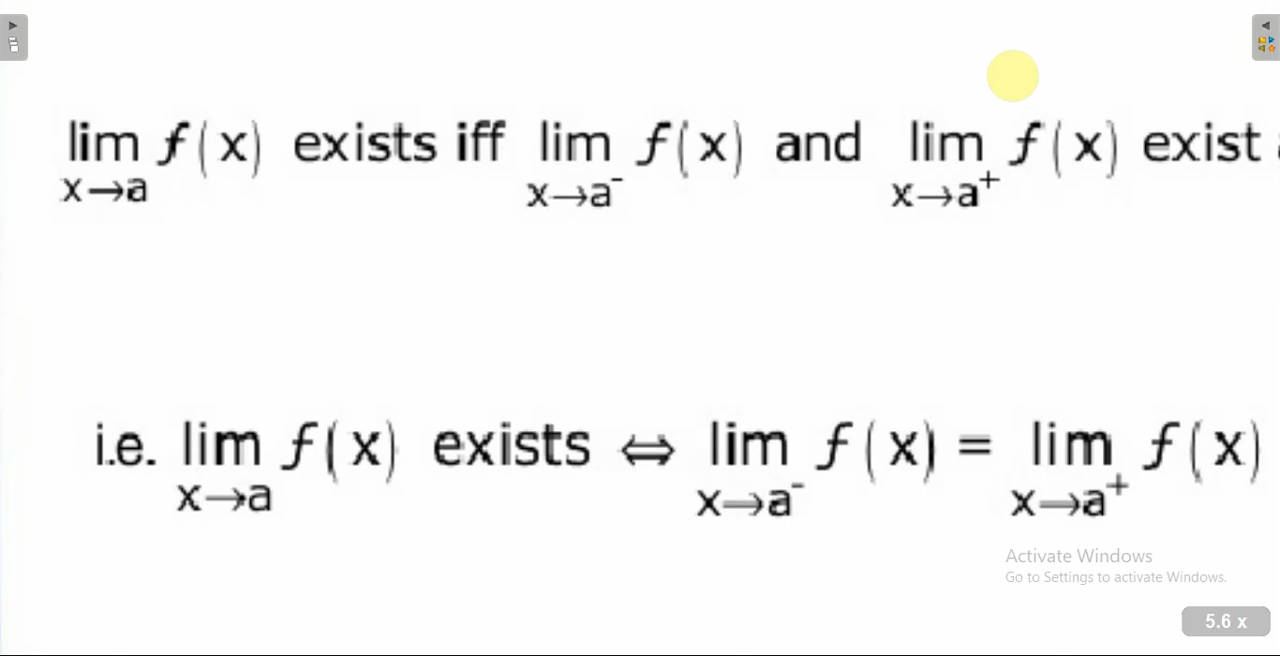 lim f(x) exists iff lim f(x) and lim f(x) exist
x→a x→a⁻ x→a⁺
i.e. lim f(x) exists ⇔ lim f(x) = lim f(x)
x→a x→a⁻ x→a⁺
Activate Windows
Go to Settings to activate Windows.
5.6 x